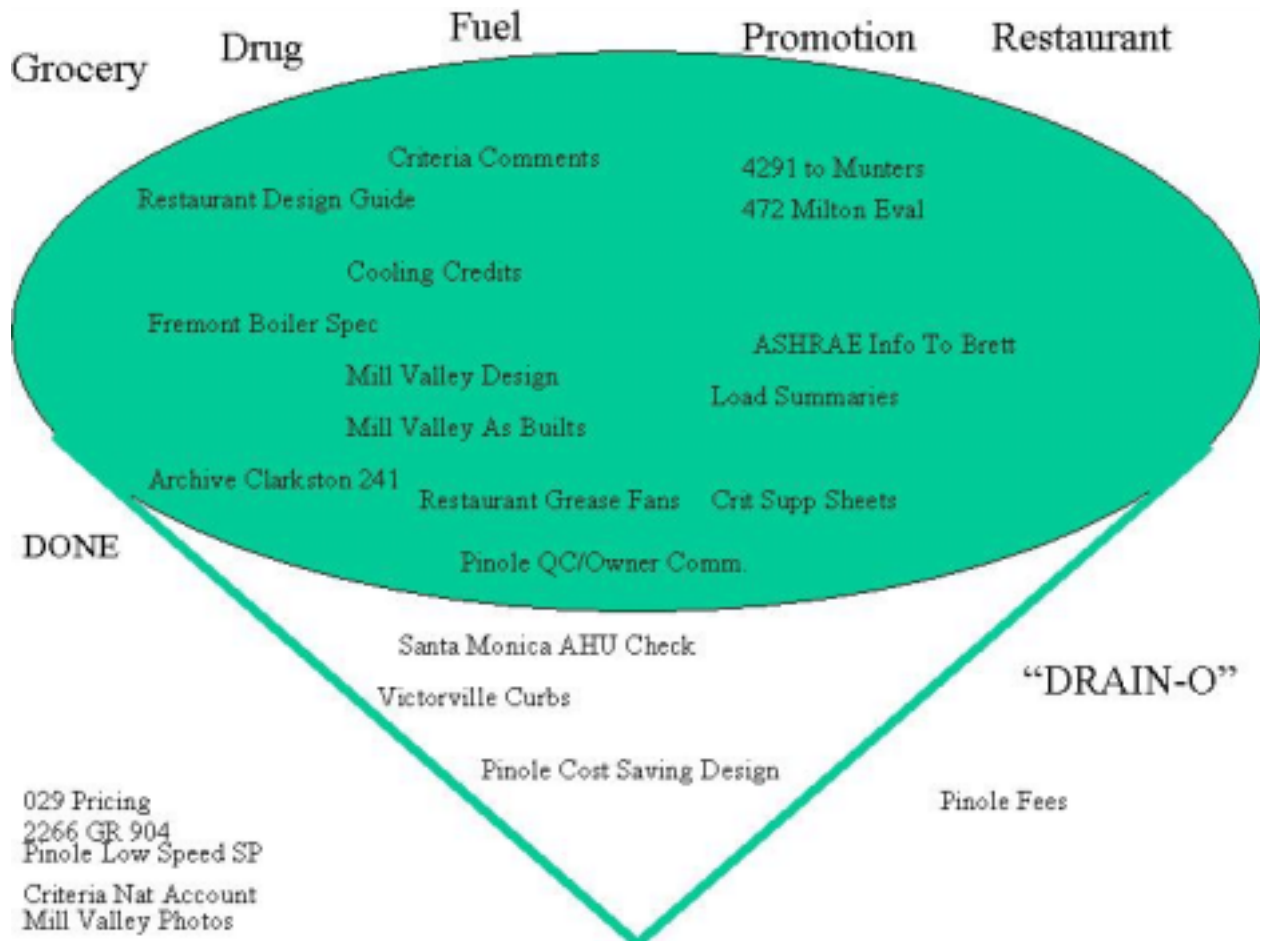 Grocery
Drug
Fuel
Promotion
Restaurant
Criteria Comments
4291 to Munters
Restaurant Design Guide
472 Milton Eval
Cooling Credits
Fremont Boiler Spec
ASHRAE Info To Brett
Mill Valley Design
Load Summaries
Mill Valley As Builts
Archive Clarkston 241
Restaurant Grease Fans
Crit Supp Sheets
DONE
Pinole QC/Owner Comm.
Santa Monica AHU Check
“DRAIN-O”
Victorville Curbs
Pinole Cost Saving Design
029 Pricing
Pinole Fees
2266 GR 904
Pinole Low Speed SP
Criteria Nat Account
Mill Valley Photos